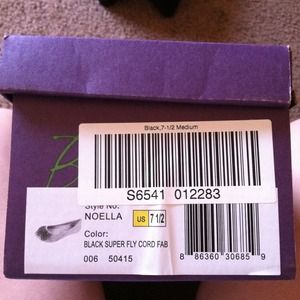 Black,7-1/2 Medium
S6541 012283
Style No:
NOELLA
US 7 1/2
Color:
BLACK SUPER FLY CORD FAB
006 50415
8 86360 30685 9